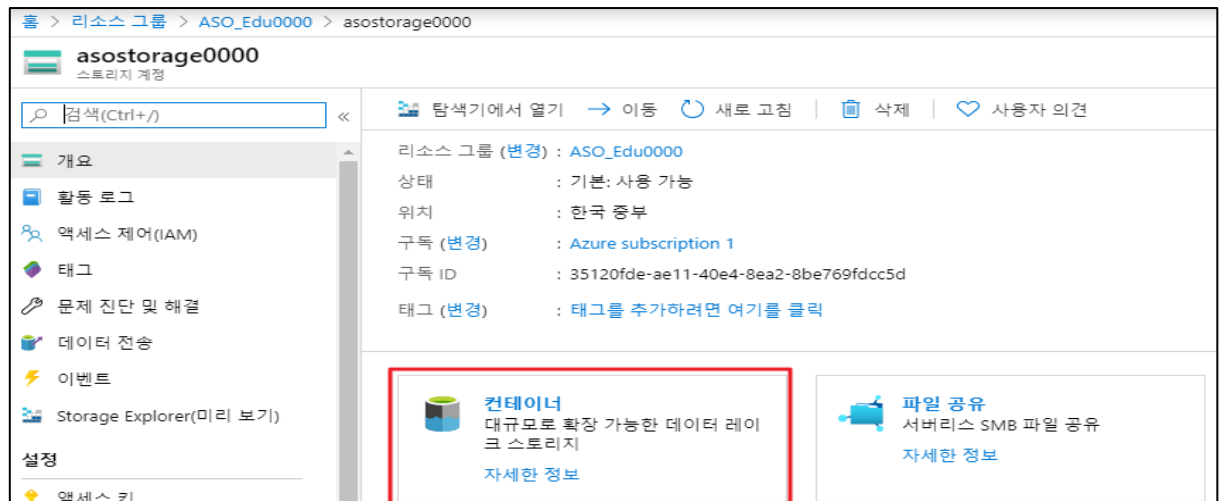 홈 > 리소스 그룹 > ASO_Edu0000 > asostorage0000
asostorage0000
스토리지 계정
검색(Ctrl+/)
«
탐색기에서 열기
이동
새로 고침
삭제
사용자 의견
개요
활동 로그
액세스 제어(IAM)
태그
문제 진단 및 해결
데이터 전송
이벤트
Storage Explorer(미리 보기)
설정
액세스 키
리소스 그룹 (변경) : ASO_Edu0000
상태 : 기본: 사용 가능
위치 : 한국 중부
구독 (변경) : Azure subscription 1
구독 ID : 35120fde-ae11-40e4-8ea2-8be769fdcc5d
태그 (변경) : 태그를 추가하려면 여기를 클릭
컨테이너
대규모로 확장 가능한 데이터 레이
크 스토리지
자세한 정보
파일 공유
서버리스 SMB 파일 공유
자세한 정보